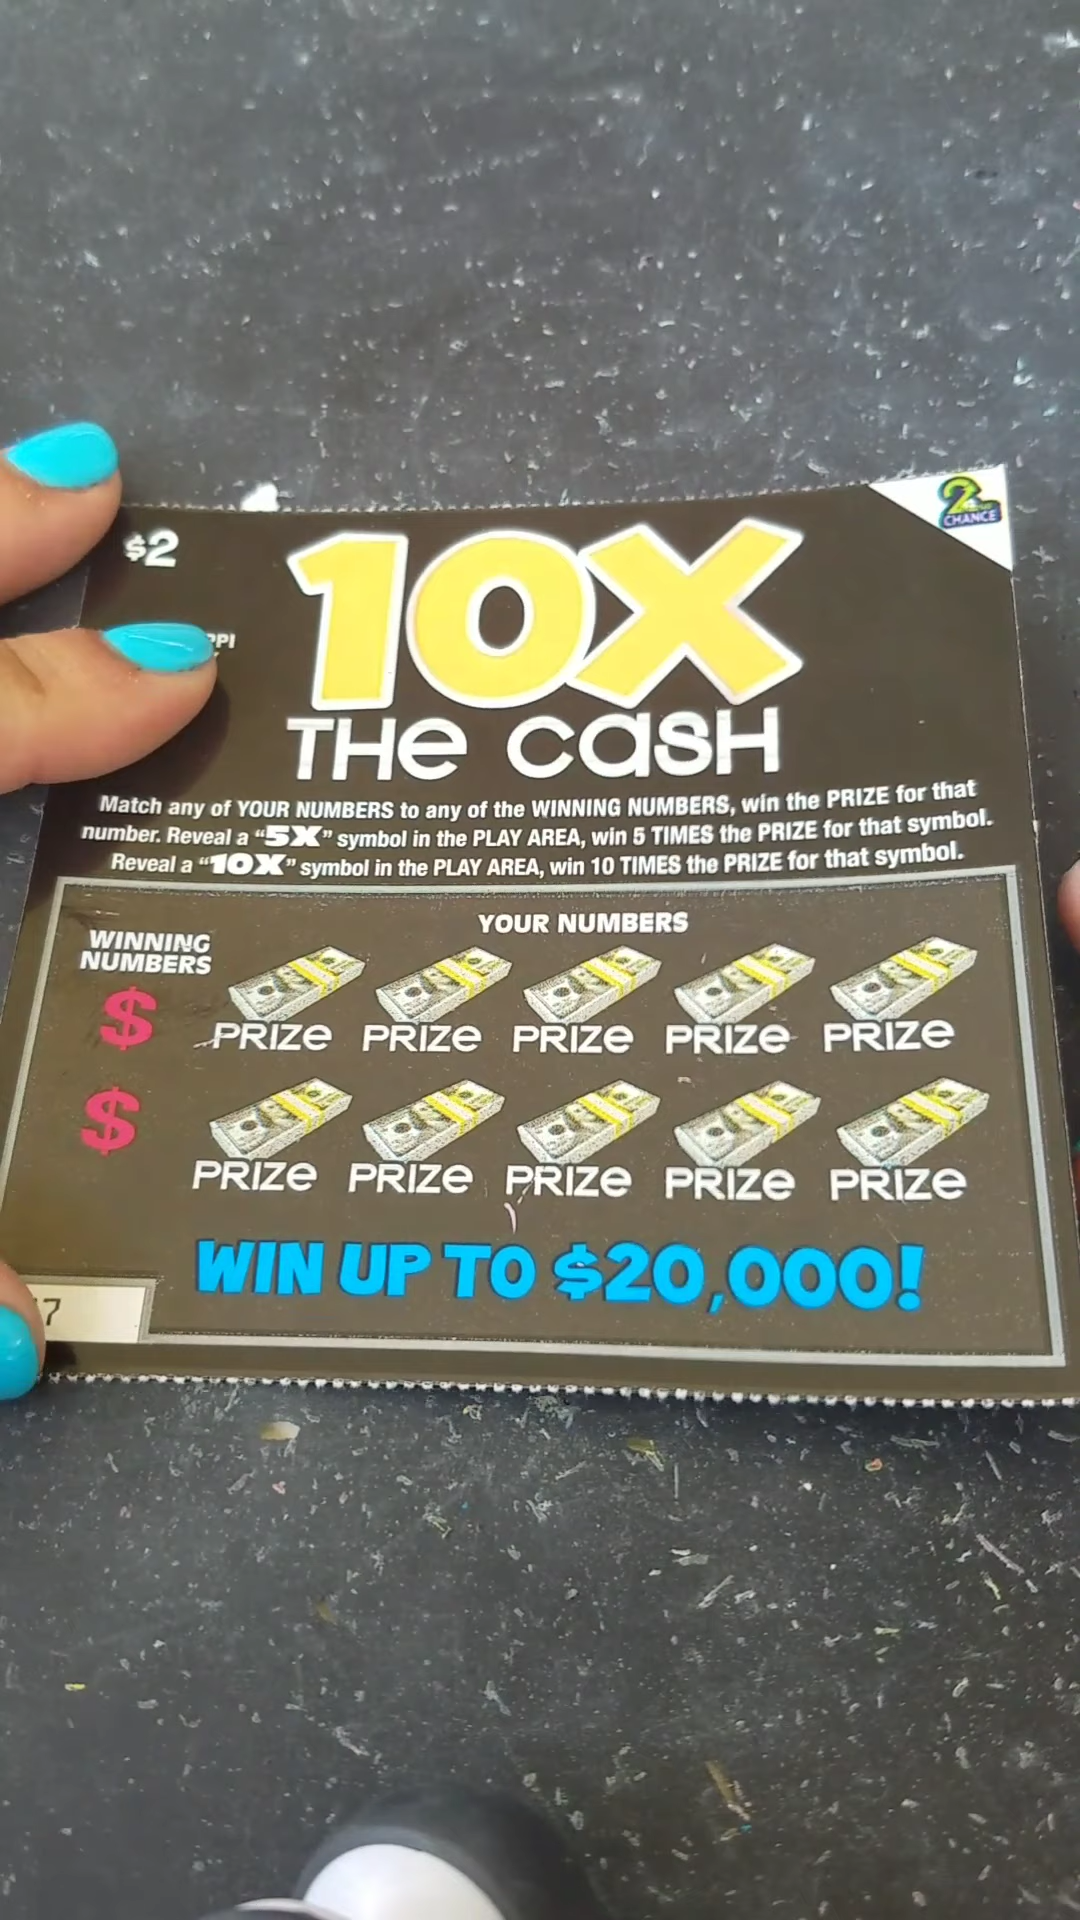 $2
CHANCE
10X
THE CASH
Match any of YOUR NUMBERS to any of the WINNING NUMBERS, win the PRIZE for that
number. Reveal a “5X” symbol in the PLAY AREA, win 5 TIMES the PRIZE for that symbol.
Reveal a “10X” symbol in the PLAY AREA, win 10 TIMES the PRIZE for that symbol.
YOUR NUMBERS
WINNING
NUMBERS
$
PRIZE PRIZE PRIZE PRIZE PRIZE
$
PRIZE PRIZE PRIZE PRIZE PRIZE
WIN UP TO $20,000!